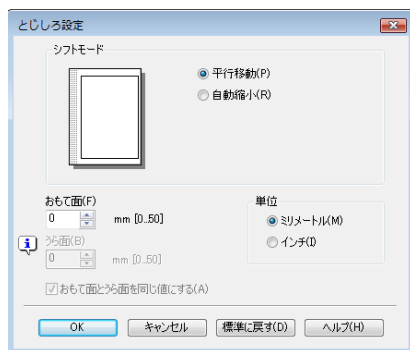 とじしろ設定
シフトモード
平行移動(P)
自動縮小(R)
おもて面(F)
0 mm [0..50]
うら面(B)
0 mm [0..50]
単位
ミリメートル(M)
インチ(I)
おもて面とうら面を同じ値にする(A)
OK キャンセル 標準に戻す(D) ヘルプ(H)